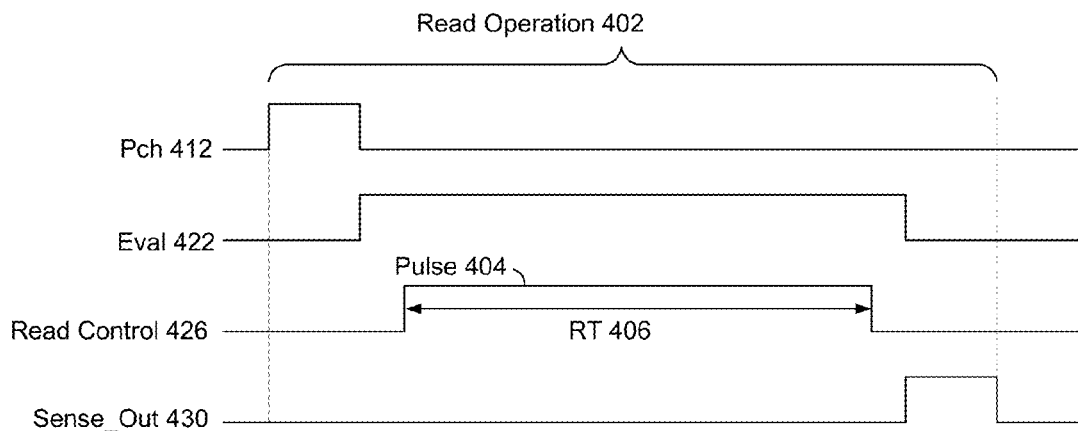 Read Operation 402
Pch 412
Eval 422
Pulse 404
Read Control 426
RT 406
Sense_Out 430